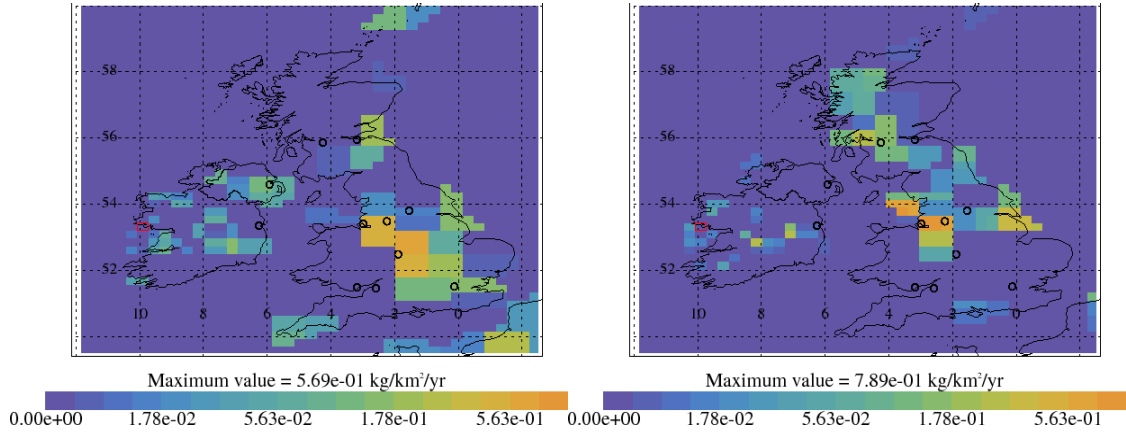 58 58
56 56
54 54
52 52
10 8 6 4 2 0 10 8 6 4 2 0
Maximum value = 5.69e-01 kg/km²/yr Maximum value = 7.89e-01 kg/km²/yr
0.00e+00 1.78e-02 5.63e-02 1.78e-01 5.63e-01 0.00e+00 1.78e-02 5.63e-02 1.78e-01 5.63e-01